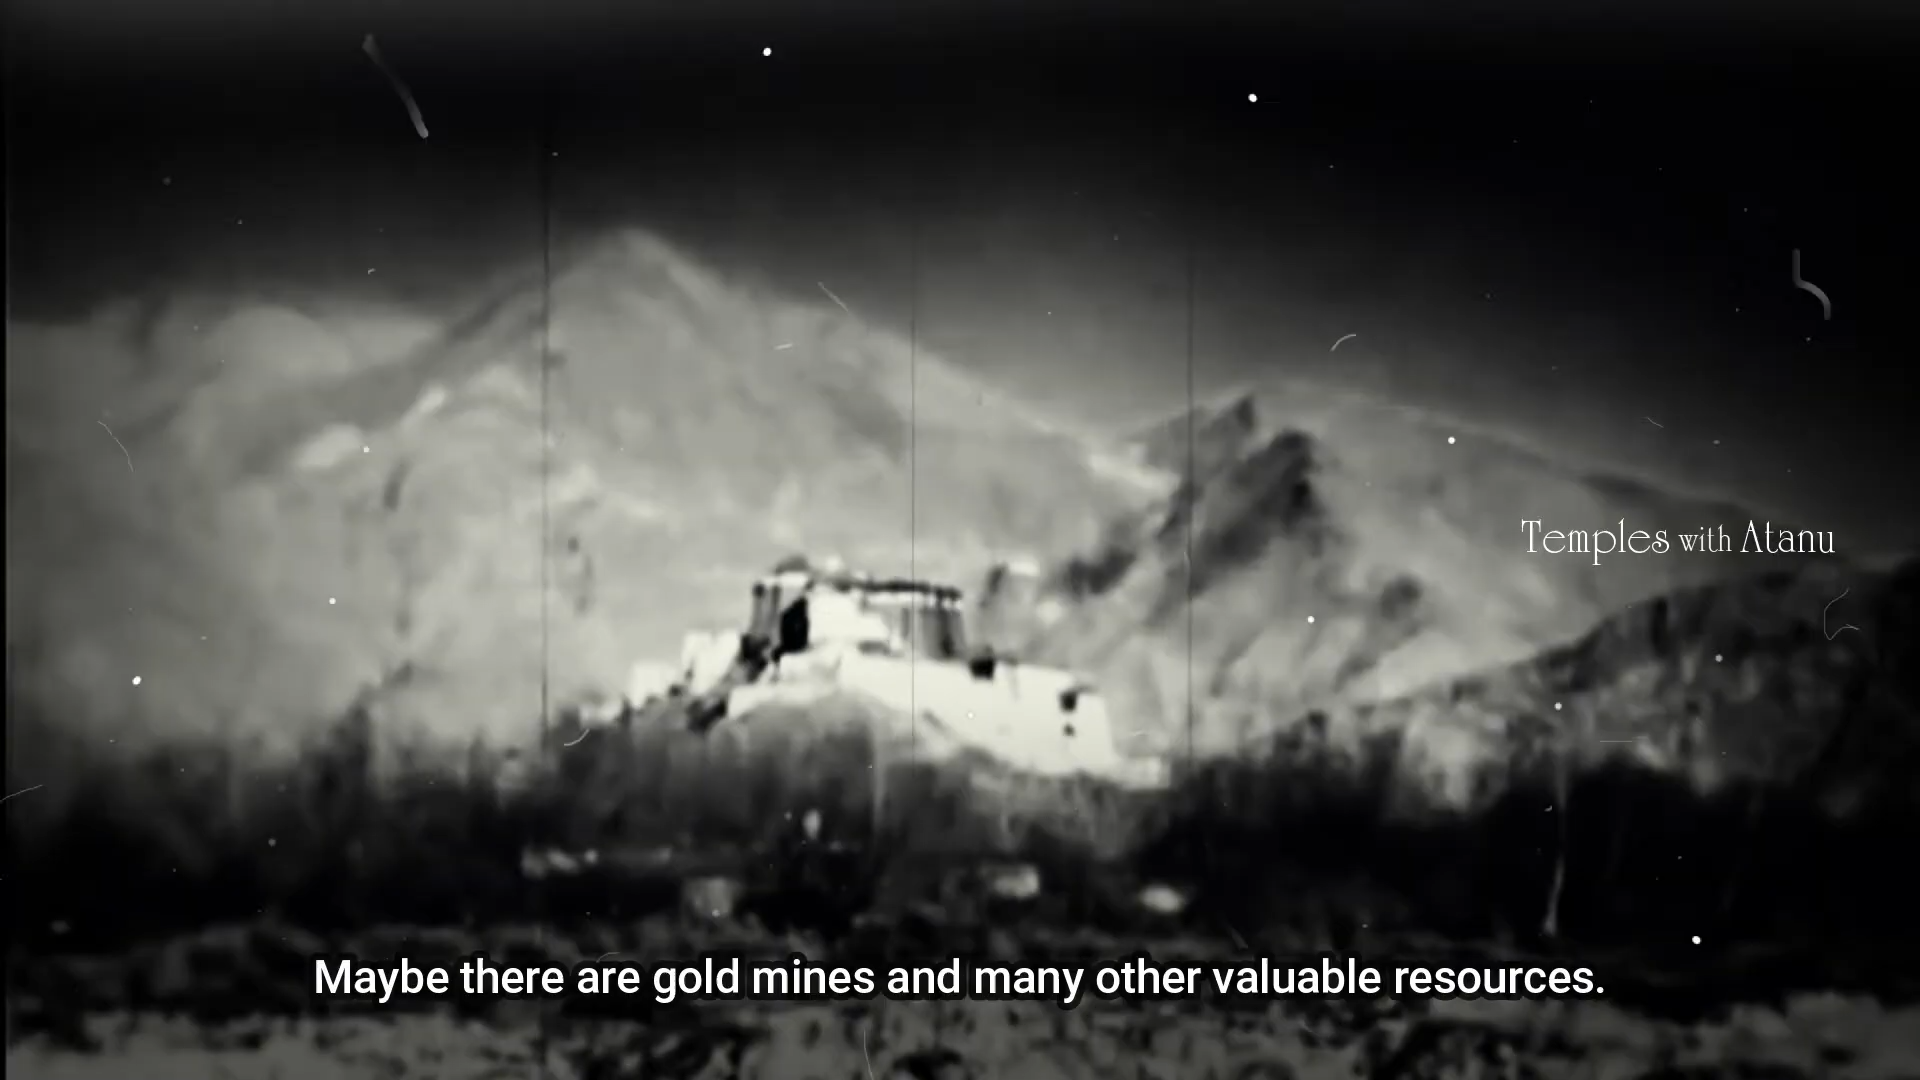 Temples with Atanu
Maybe there are gold mines and many other valuable resources.